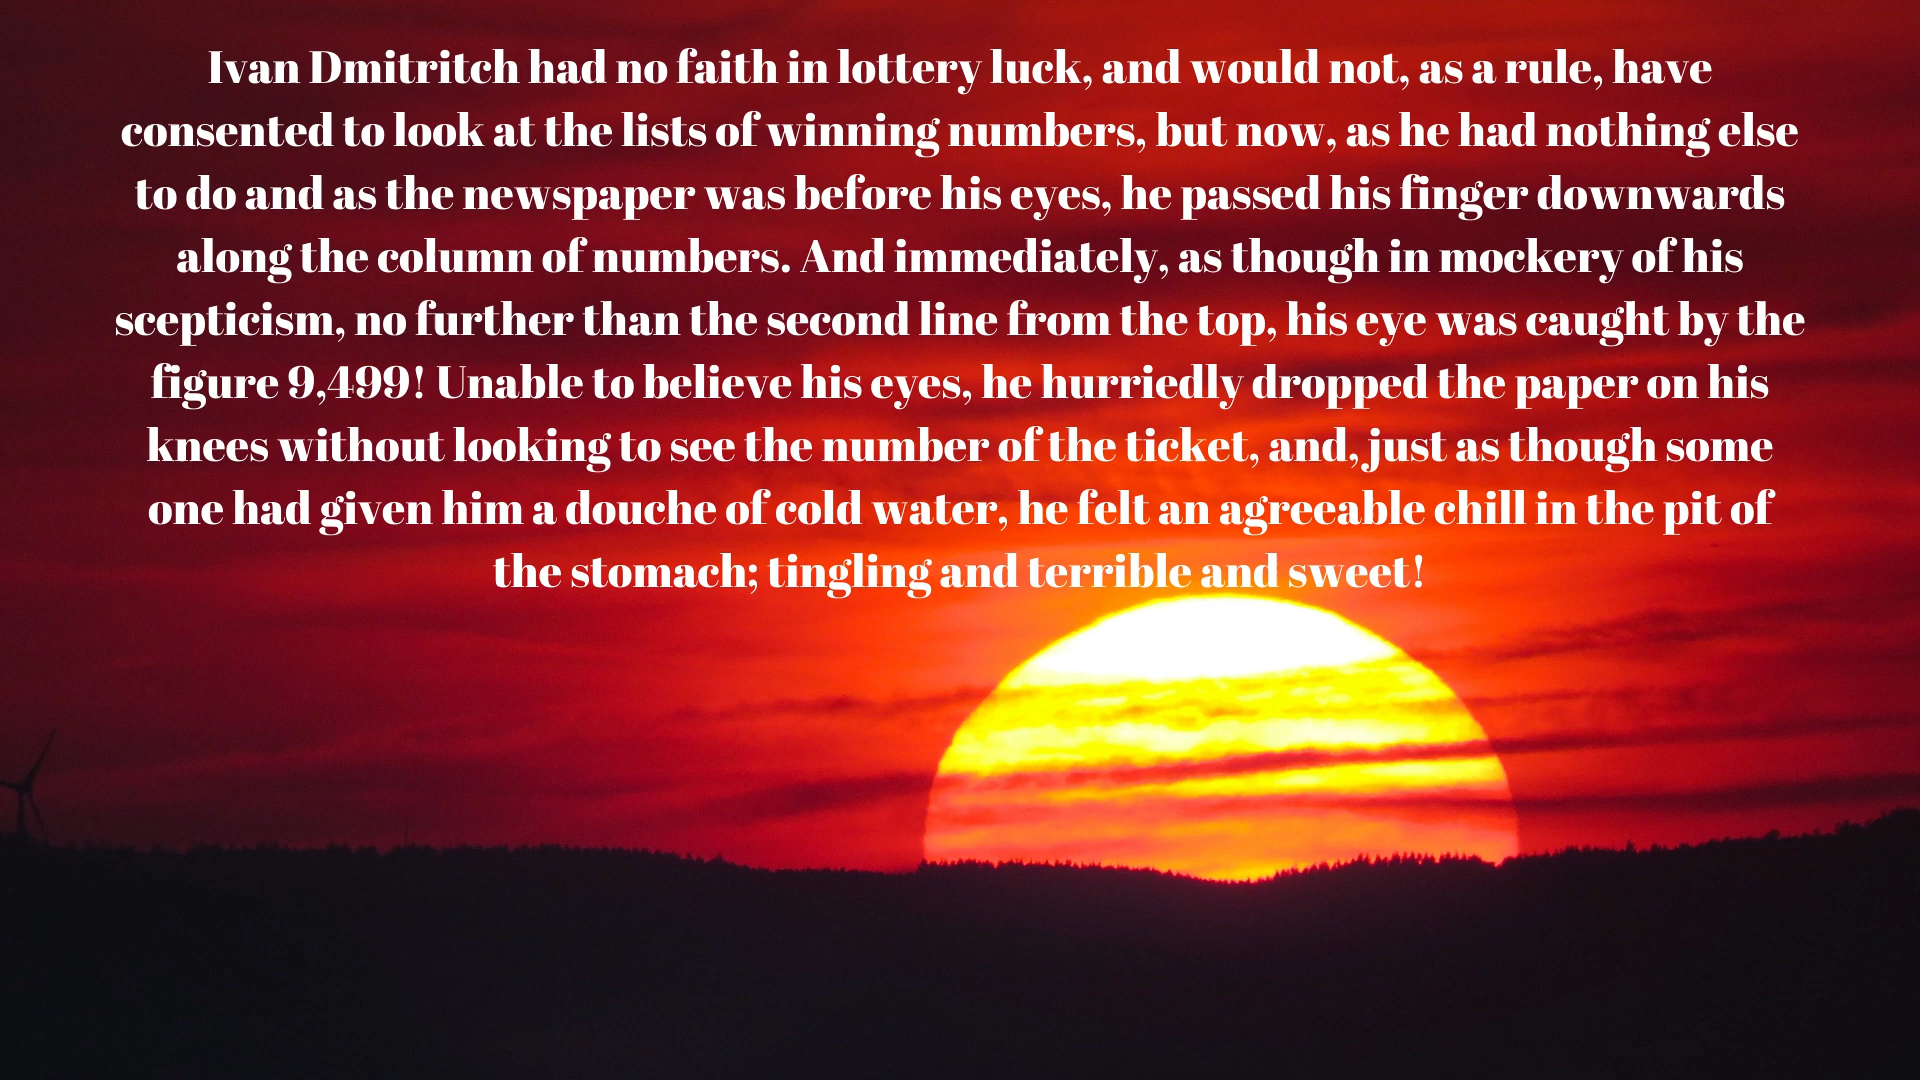 Ivan Dmitritch had no faith in lottery luck, and would not, as a rule, have
consented to look at the lists of winning numbers, but now, as he had nothing else
to do and as the newspaper was before his eyes, he passed his finger downwards
along the column of numbers. And immediately, as though in mockery of his
scepticism, no further than the second line from the top, his eye was caught by the
figure 9,499! Unable to believe his eyes, he hurriedly dropped the paper on his
knees without looking to see the number of the ticket, and, just as though some
one had given him a douche of cold water, he felt an agreeable chill in the pit of
the stomach; tingling and terrible and sweet!